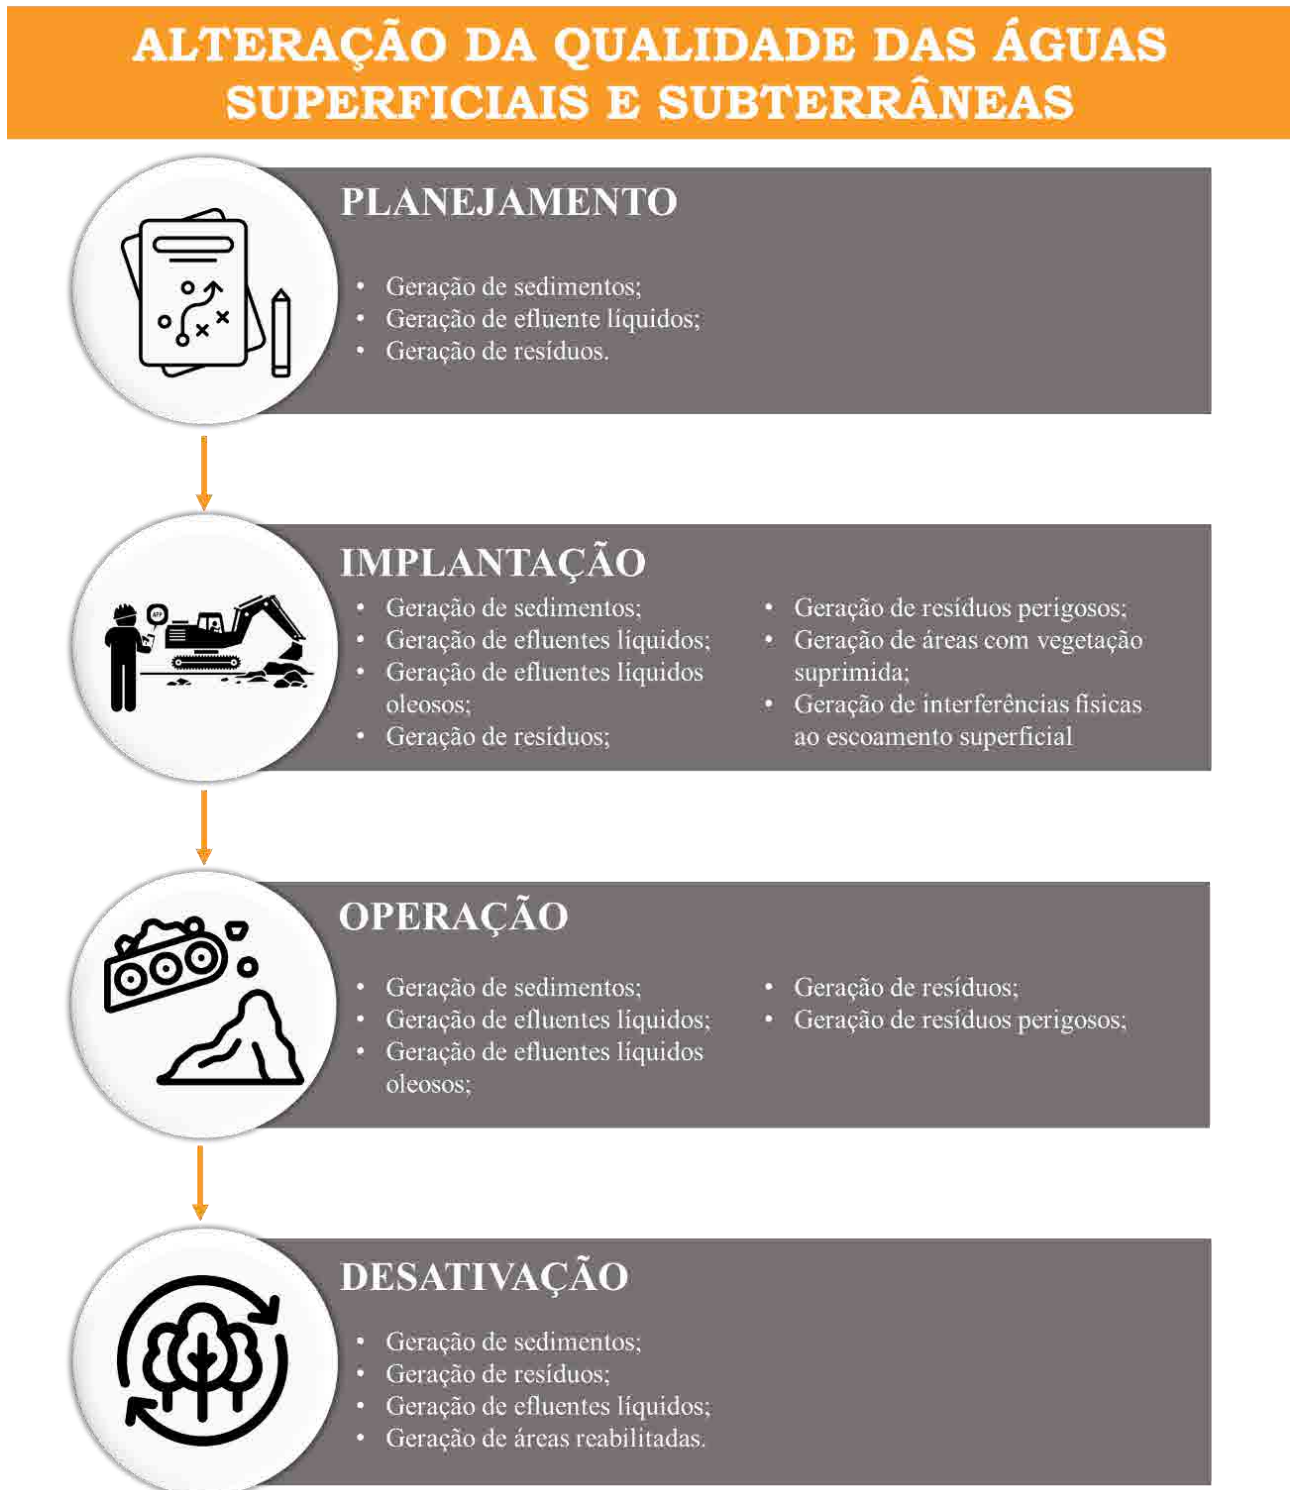 ALTERAÇÃO DA QUALIDADE DAS ÁGUAS
SUPERFICIAIS E SUBTERRÂNEAS
PLANEJAMENTO
• Geração de sedimentos;
• Geração de efluente líquidos;
• Geração de resíduos.
IMPLANTAÇÃO
• Geração de sedimentos;
• Geração de efluentes líquidos;
• Geração de efluentes líquidos
oleosos;
• Geração de resíduos;
• Geração de resíduos perigosos;
• Geração de áreas com vegetação
suprimida;
• Geração de interferências físicas
ao escoamento superficial
OPERAÇÃO
• Geração de sedimentos;
• Geração de efluentes líquidos;
• Geração de efluentes líquidos
oleosos;
• Geração de resíduos;
• Geração de resíduos perigosos;
DESATIVAÇÃO
• Geração de sedimentos;
• Geração de resíduos;
• Geração de efluentes líquidos;
• Geração de áreas reabilitadas.